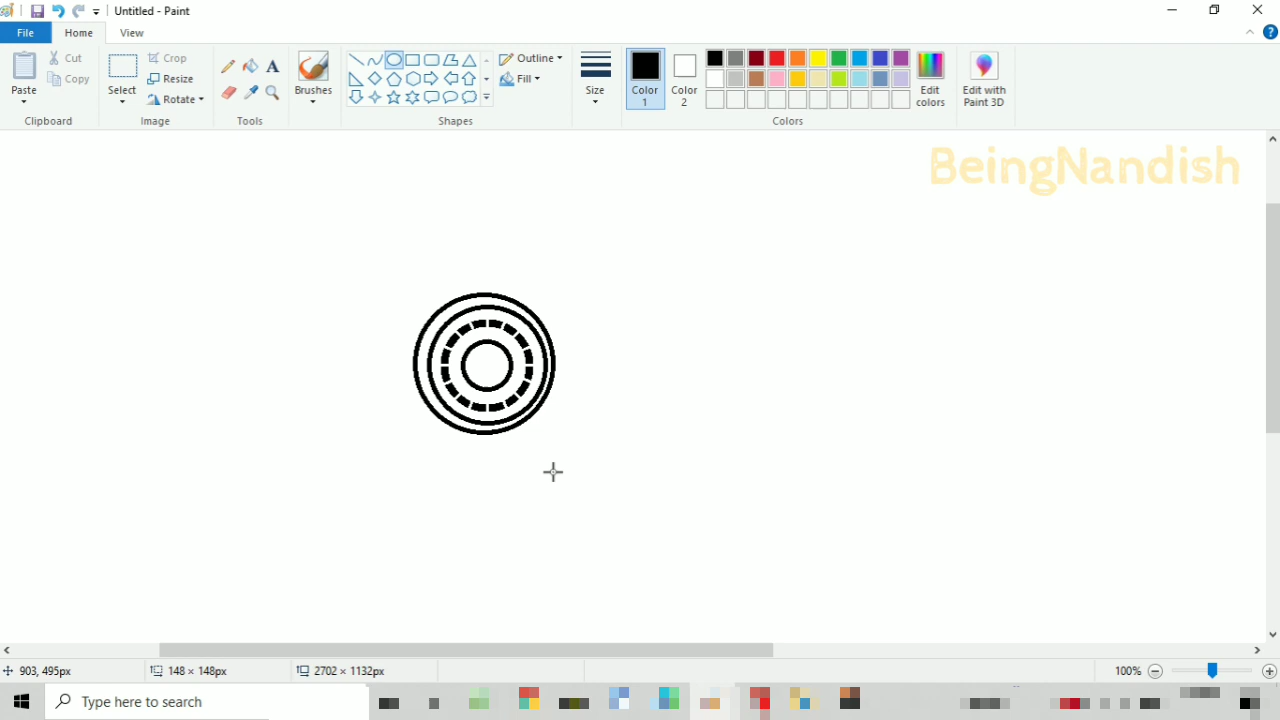 Untitled - Paint
File
Home
View
Paste
Cut
Copy
Clipboard
Select
Crop
Resize
Rotate
Image
A
Tools
Brushes
Shapes
Outline
Fill
Size
Color 1
Color 2
Colors
Edit colors
Edit with Paint 3D
BeingNandish
903, 495px
148 × 148px
2702 × 1132px
100%
Type here to search